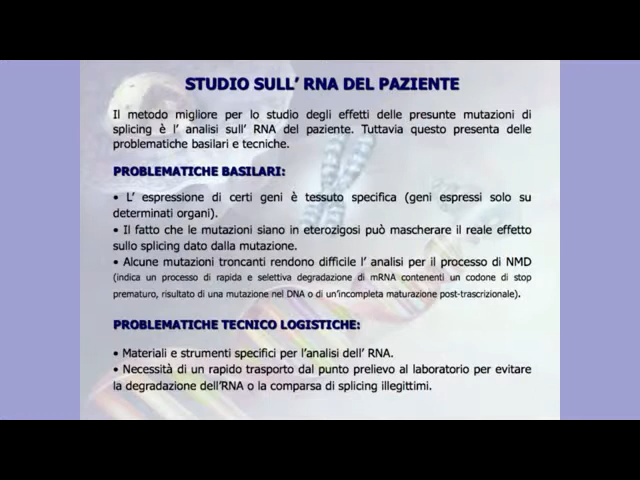 STUDIO SULL’ RNA DEL PAZIENTE
Il metodo migliore per lo studio degli effetti delle presunte mutazioni di
splicing è l’ analisi sull’ RNA del paziente. Tuttavia questo presenta delle
problematiche basilari e tecniche.
PROBLEMATICHE BASILARI:
• L’ espressione di certi geni è tessuto specifica (geni espressi solo su
determinati organi).
• Il fatto che le mutazioni siano in eterozigosi può mascherare il reale effetto
sullo splicing dato dalla mutazione.
• Alcune mutazioni troncanti rendono difficile l’ analisi per il processo di NMD
(indica un processo di rapida e selettiva degradazione di mRNA contenenti un codone di stop
prematuro, risultato di una mutazione nel DNA o di un’incompleta maturazione post-trascrizionale).
PROBLEMATICHE TECNICO LOGISTICHE:
• Materiali e strumenti specifici per l’analisi dell’ RNA.
• Necessità di un rapido trasporto dal punto prelievo al laboratorio per evitare
la degradazione dell’RNA o la comparsa di splicing illegittimi.